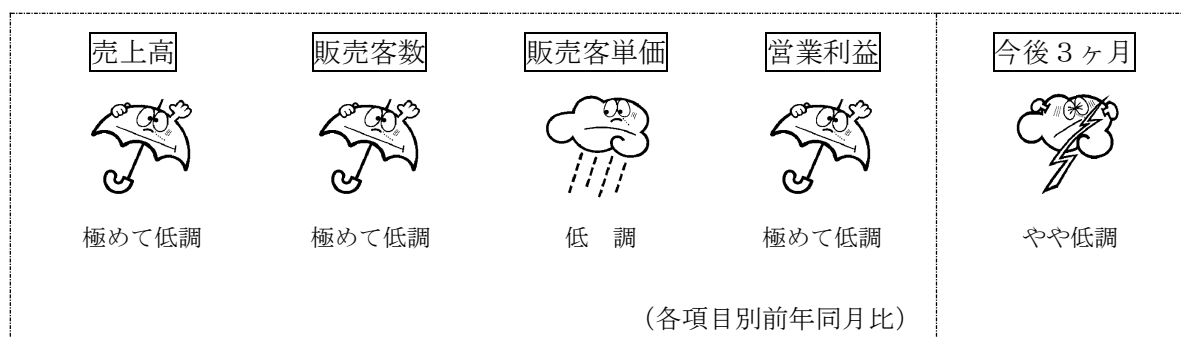 売上高 販売客数 販売客単価 営業利益 今後３ヶ月
極めて低調 極めて低調 低　調 極めて低調 やや低調
（各項目別前年同月比）